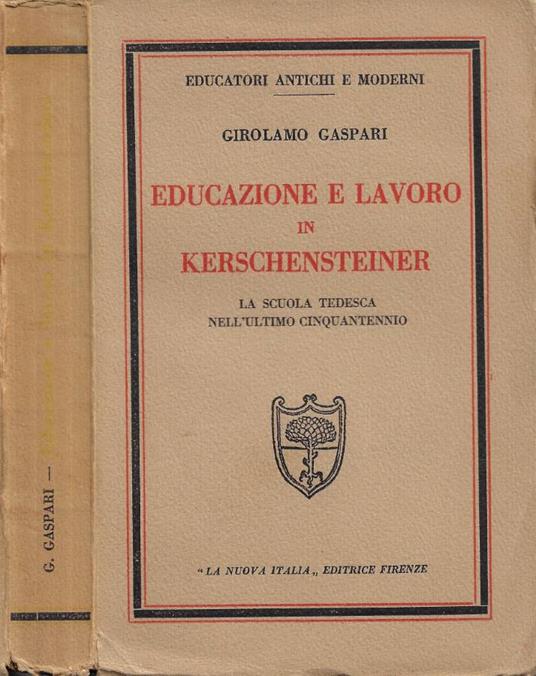 EDUCATORI ANTICHI E MODERNI
GIROLAMO GASPARI
EDUCAZIONE E LAVORO
IN
KERSCHENSTEINER
LA SCUOLA TEDESCA
NELL'ULTIMO CINQUANTENNIO
"LA NUOVA ITALIA„ EDITRICE FIRENZE
G. GASPARI —